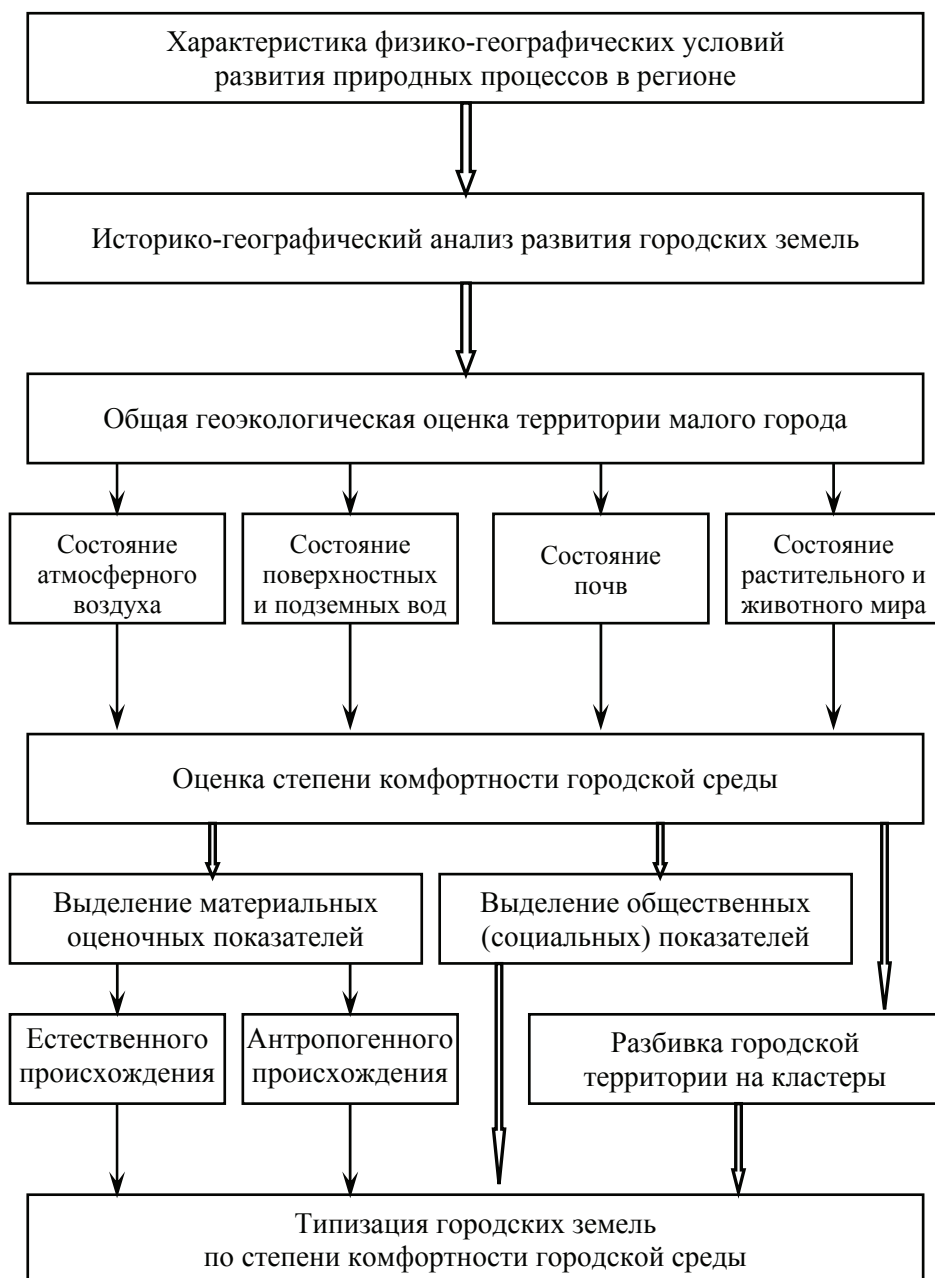 Характеристика физико-географических условий
развития природных процессов в регионе
Историко-географический анализ развития городских земель
Общая геоэкологическая оценка территории малого города
Состояние
атмосферного
воздуха
Состояние
поверхностных
и подземных вод
Состояние
почв
Состояние
растительного и
животного мира
Оценка степени комфортности городской среды
Выделение материальных
оценочных показателей
Выделение общественных
(социальных) показателей
Естественного
происхождения
Антропогенного
происхождения
Разбивка городской
территории на кластеры
Типизация городских земель
по степени комфортности городской среды